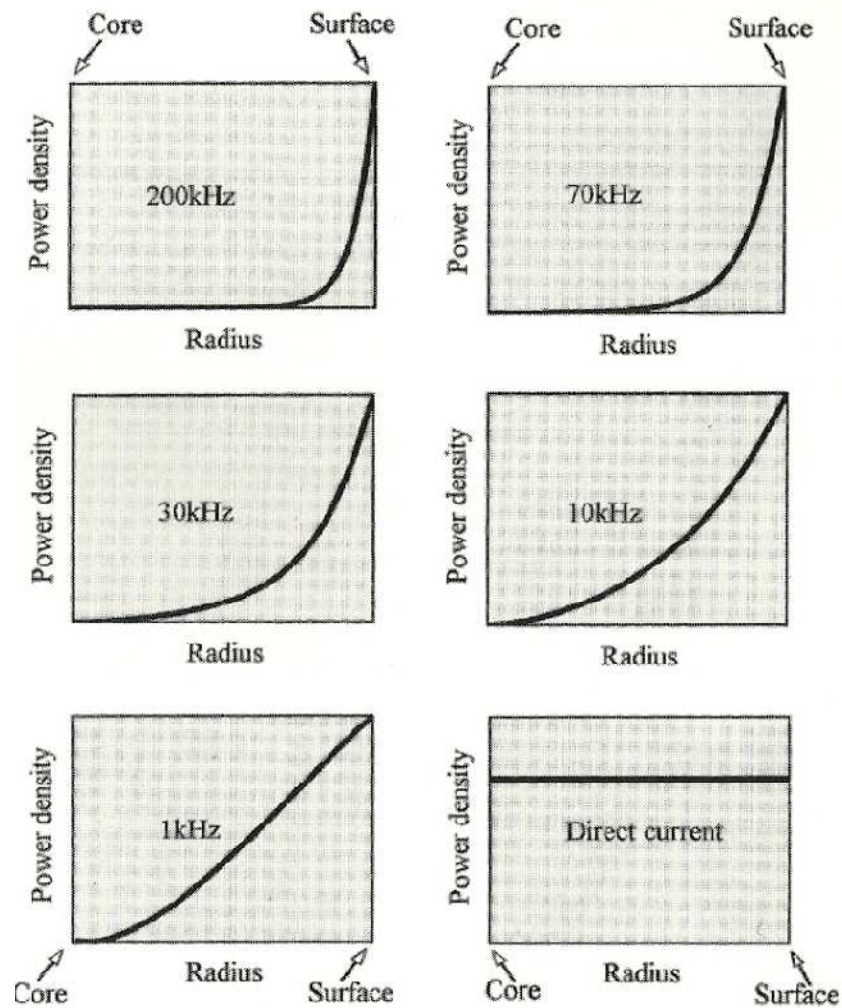 Core Surface
Core Surface
Power density
200kHz
Radius
Power density
70kHz
Radius
Power density
30kHz
Radius
Power density
10kHz
Radius
Power density
1kHz
Core Radius Surface
Power density
Direct current
Core Radius Surface